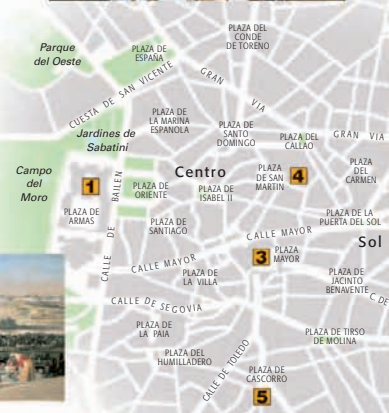 PLAZA DEL
CONDE
DE TORENO
Parque
del Oeste
PLAZA DE
ESPAÑA
CUESTA DE SAN VICENTE
GRAN VIA
PLAZA DE
LA MARINA
ESPANOLA
PLAZA DE
SANTO
DOMINGO
Jardines de
Sabatini
PLAZA DEL
CALLAO
GRAN VIA
Campo
del
Moro
1
CALLE DE BAILEN
Centro
PLAZA DE
ORIENTE
PLAZA DE
ISABEL II
PLAZA
DE SAN
MARTIN
4
PLAZA
DEL
CARMEN
PLAZA DE
ARMAS
PLAZA DE
SANTIAGO
PLAZA DE LA
PUERTA DEL SOL
CALLE MAYOR
Sol
CALLE MAYOR
3
PLAZA
MAYOR
PLAZA DE
LA VILLA
PLAZA DE
JACINTO
BENAVENTE
C DE
CALLE DE SEGOVIA
PLAZA DE
LA PAIA
PLAZA DE TIRSO
DE MOLINA
PLAZA DEL
HUMILLADERO
CALLE DE TOLEDO
PLAZA DE
CASCORRO
5